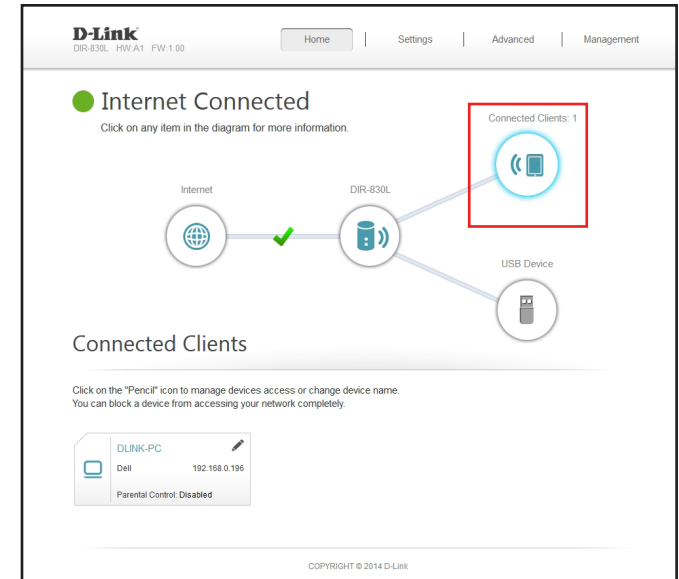 D-Link
DIR-830L HW:A1 FW:1.00
Home
Settings
Advanced
Management
Internet Connected
Click on any item in the diagram for more information.
Connected Clients: 1
Internet
DIR-830L
USB Device
Connected Clients
Click on the "Pencil" icon to manage devices access or change device name.
You can block a device from accessing your network completely.
DLINK-PC
Dell 192.168.0.196
Parental Control: Disabled
COPYRIGHT © 2014 D-Link